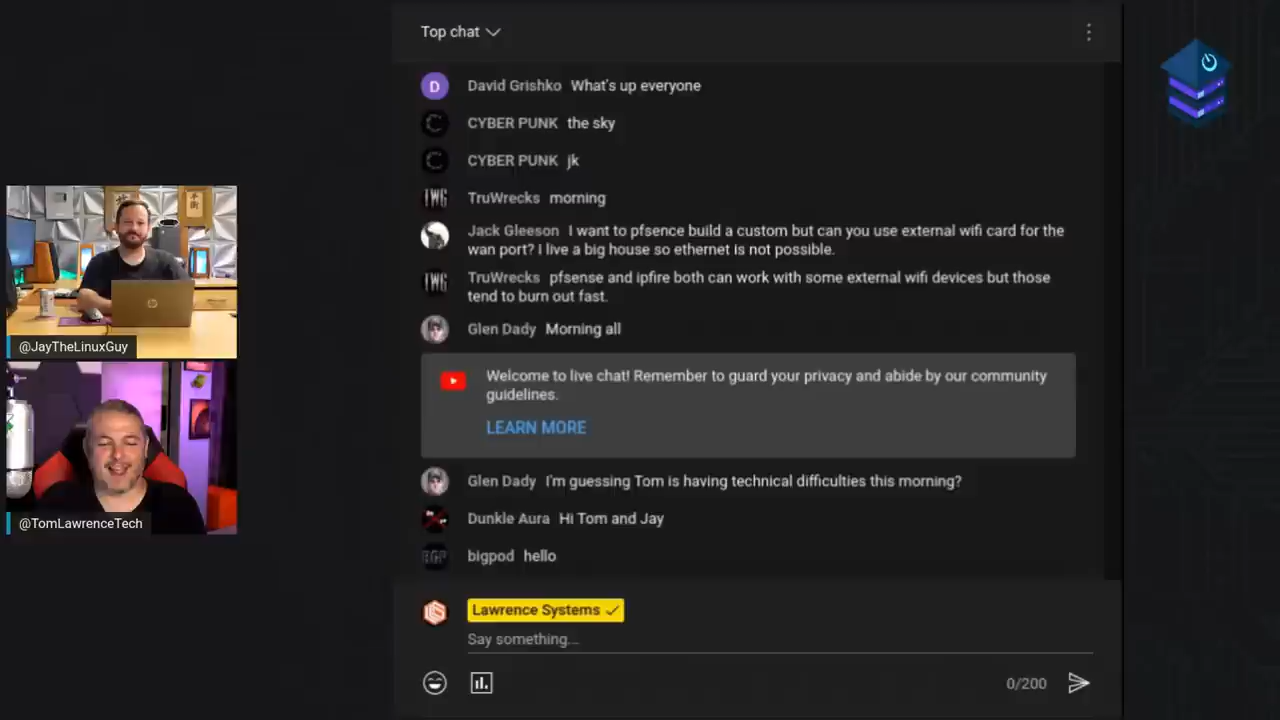 Top chat
David Grishko What's up everyone
CYBER PUNK the sky
CYBER PUNK jk
TruWrecks morning
Jack Gleeson I want to pfsence build a custom but can you use external wifi card for the
wan port? I live a big house so ethernet is not possible.
TruWrecks pfsense and ipfire both can work with some external wifi devices but those
tend to burn out fast.
Glen Dady Morning all
Welcome to live chat! Remember to guard your privacy and abide by our community
guidelines.
LEARN MORE
Glen Dady I'm guessing Tom is having technical difficulties this morning?
Dunkle Aura Hi Tom and Jay
bigpod hello
Lawrence Systems
Say something...
0/200
@JayTheLinuxGuy
@TomLawrenceTech